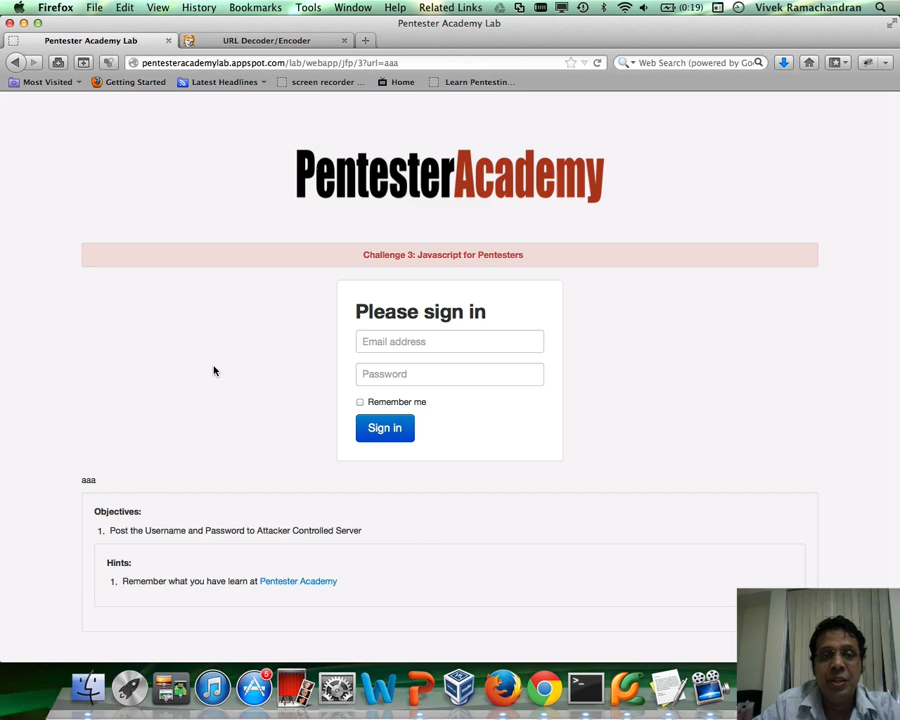 Firefox File Edit View History Bookmarks Tools Window Related Links Help (0:19) Vivek Ramachandran
Pentester Academy Lab
Pentester Academy Lab URL Decoder/Encoder
pentesteracademylab.appspot.com/lab/webapp/jfp/3?url=aaa Web Search (powered by Go
Most Visited Getting Started Latest Headlines screen recorder ... Home Learn Pentestin...
PentesterAcademy
Challenge 3: Javascript for Pentesters
Please sign in
Email address
Password
Remember me
Sign in
aaa
Objectives:
1. Post the Username and Password to Attacker Controlled Server
Hints:
1. Remember what you have learn at Pentester Academy